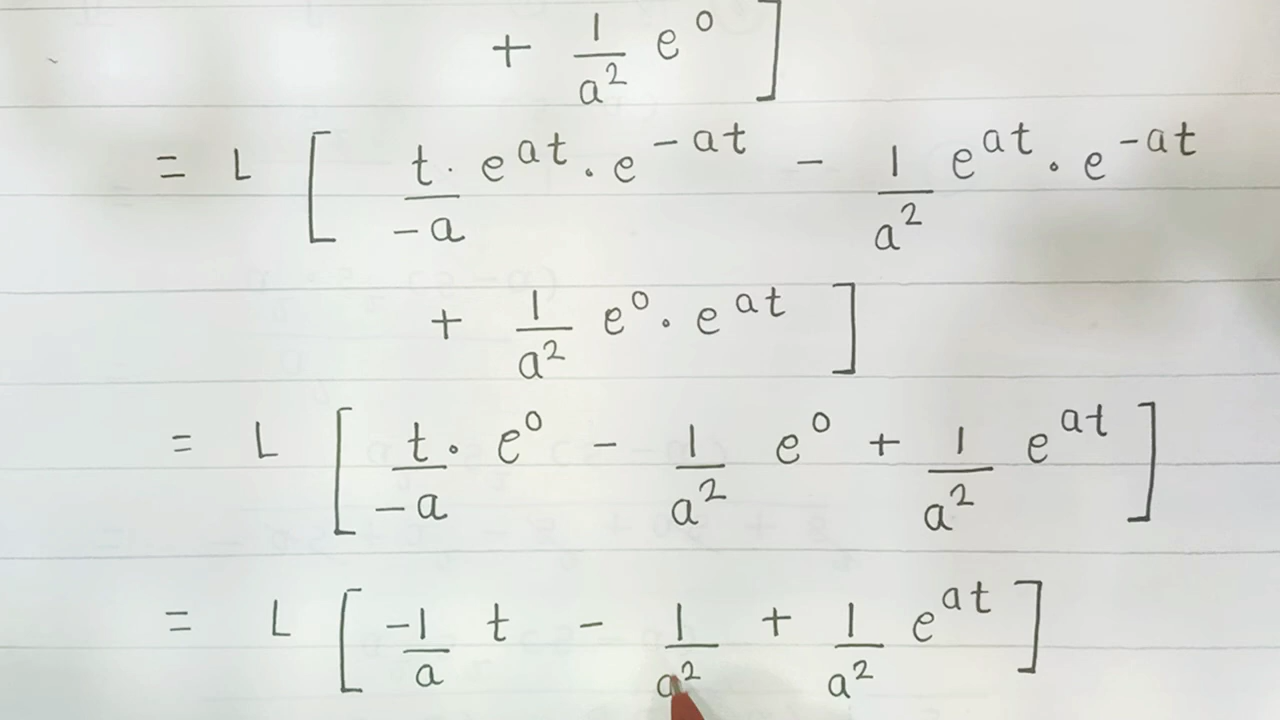 + 1/a² e⁰ ]
= L [ t/-a · e^{at} · e^{-at} - 1/a² e^{at} · e^{-at}
+ 1/a² e⁰ · e^{at} ]
= L [ t/-a · e⁰ - 1/a² e⁰ + 1/a² e^{at} ]
= L [ -1/a t - 1/a² + 1/a² e^{at} ]